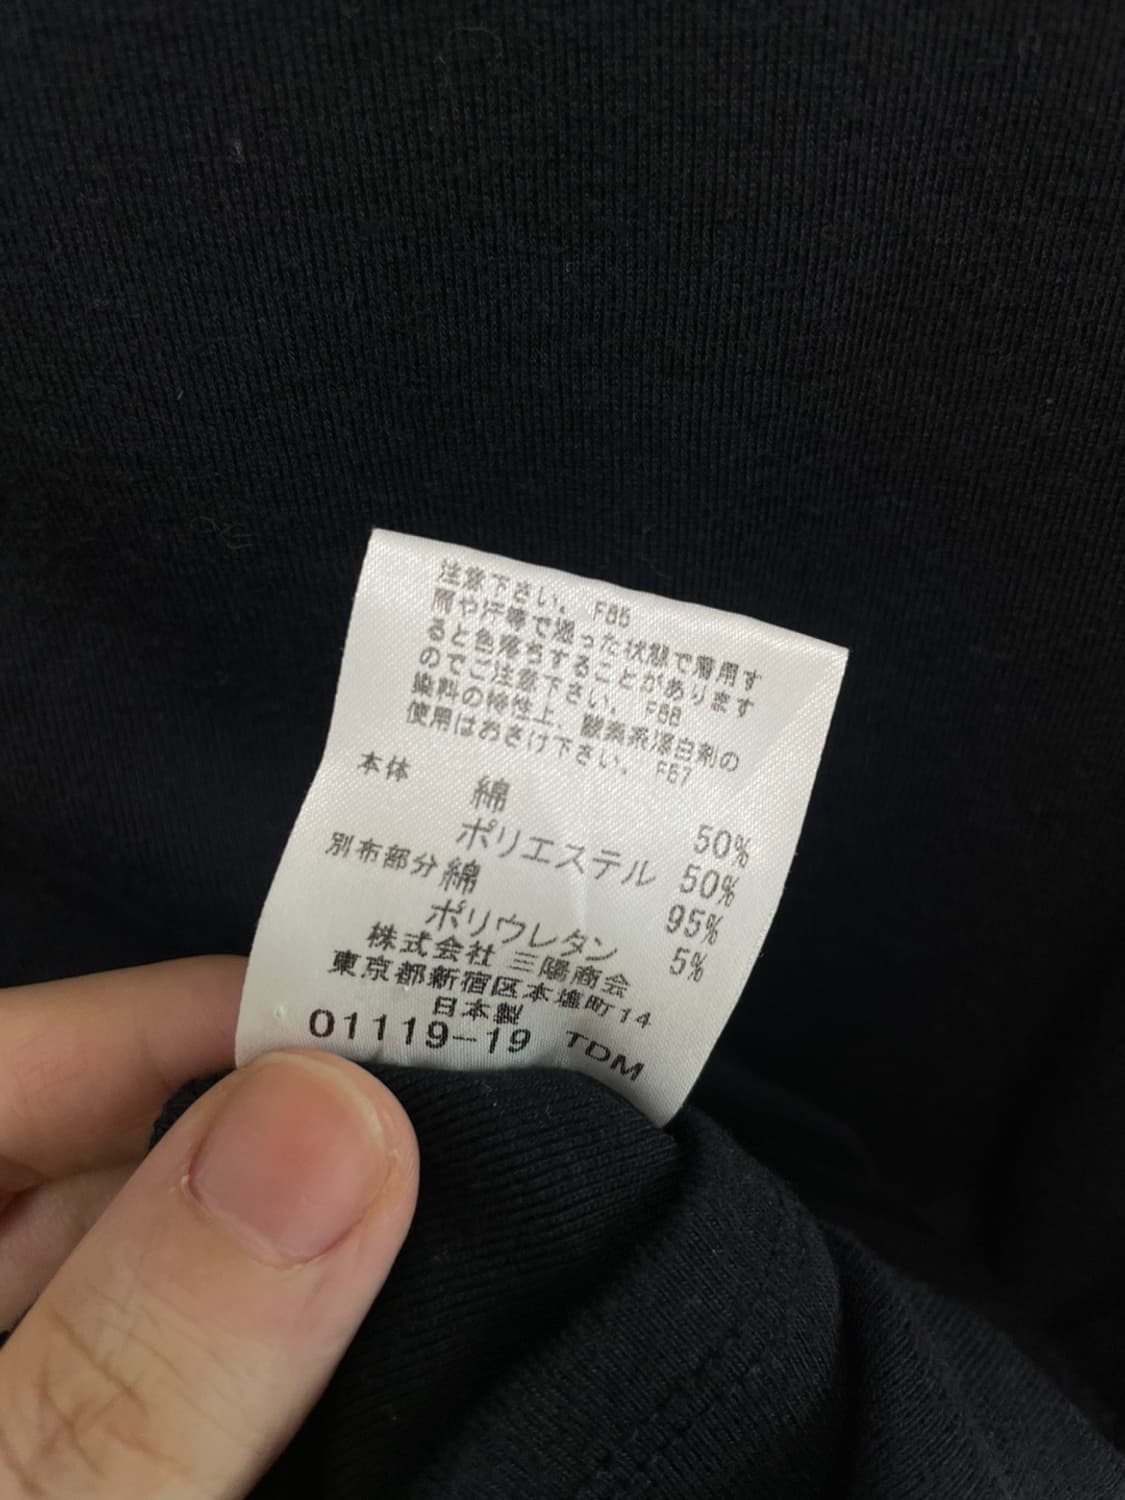 注意下さい。 F65
雨や汗等で湿った状態で着用す
ると色落ちすることがあります
のでご注意下さい。 F66
染料の特性上、酸素系漂白剤の
使用はおさけ下さい。 F67
本体 綿 50%
ポリエステル 50%
別布部分 綿 95%
ポリウレタン 5%
株式会社 三陽商会
東京都新宿区本塩町14
日本製
01119-19 TDM